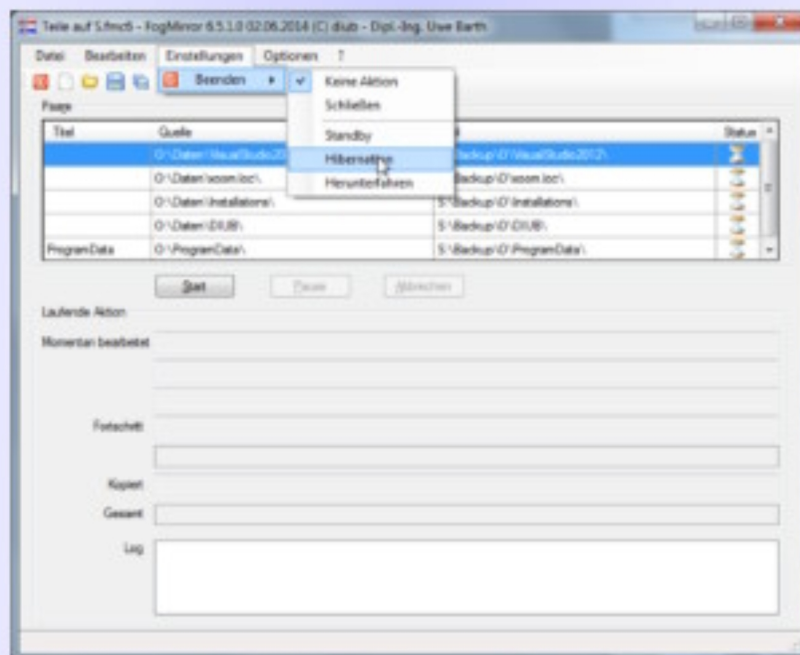 Teile auf S.fmc6 - FogMirror 6.5.1.0 02.06.2014 (C) diub - Dipl.-Ing. Uwe Barth
Datei Bearbeiten Einstellungen Optionen ?
Beenden
Keine Aktion
Schließen
Standby
Hibernation
Herunterfahren
Paare
Titel Quelle Status
O:\Daten\VisualStudio20 Backup\O\VisualStudio2012\
O:\Daten\xoom.loc\ Backup\O\xoom.loc\
O:\Daten\Installations\ S:\Backup\O\Installations\
O:\Daten\DIUB\ S:\Backup\O\DIUB\
ProgramData O:\ProgramData\ S:\Backup\O\ProgramData\
Start Pause Abbrechen
Laufende Aktion
Momentan bearbeitet
Fortschritt
Kopiert
Gesamt
Log